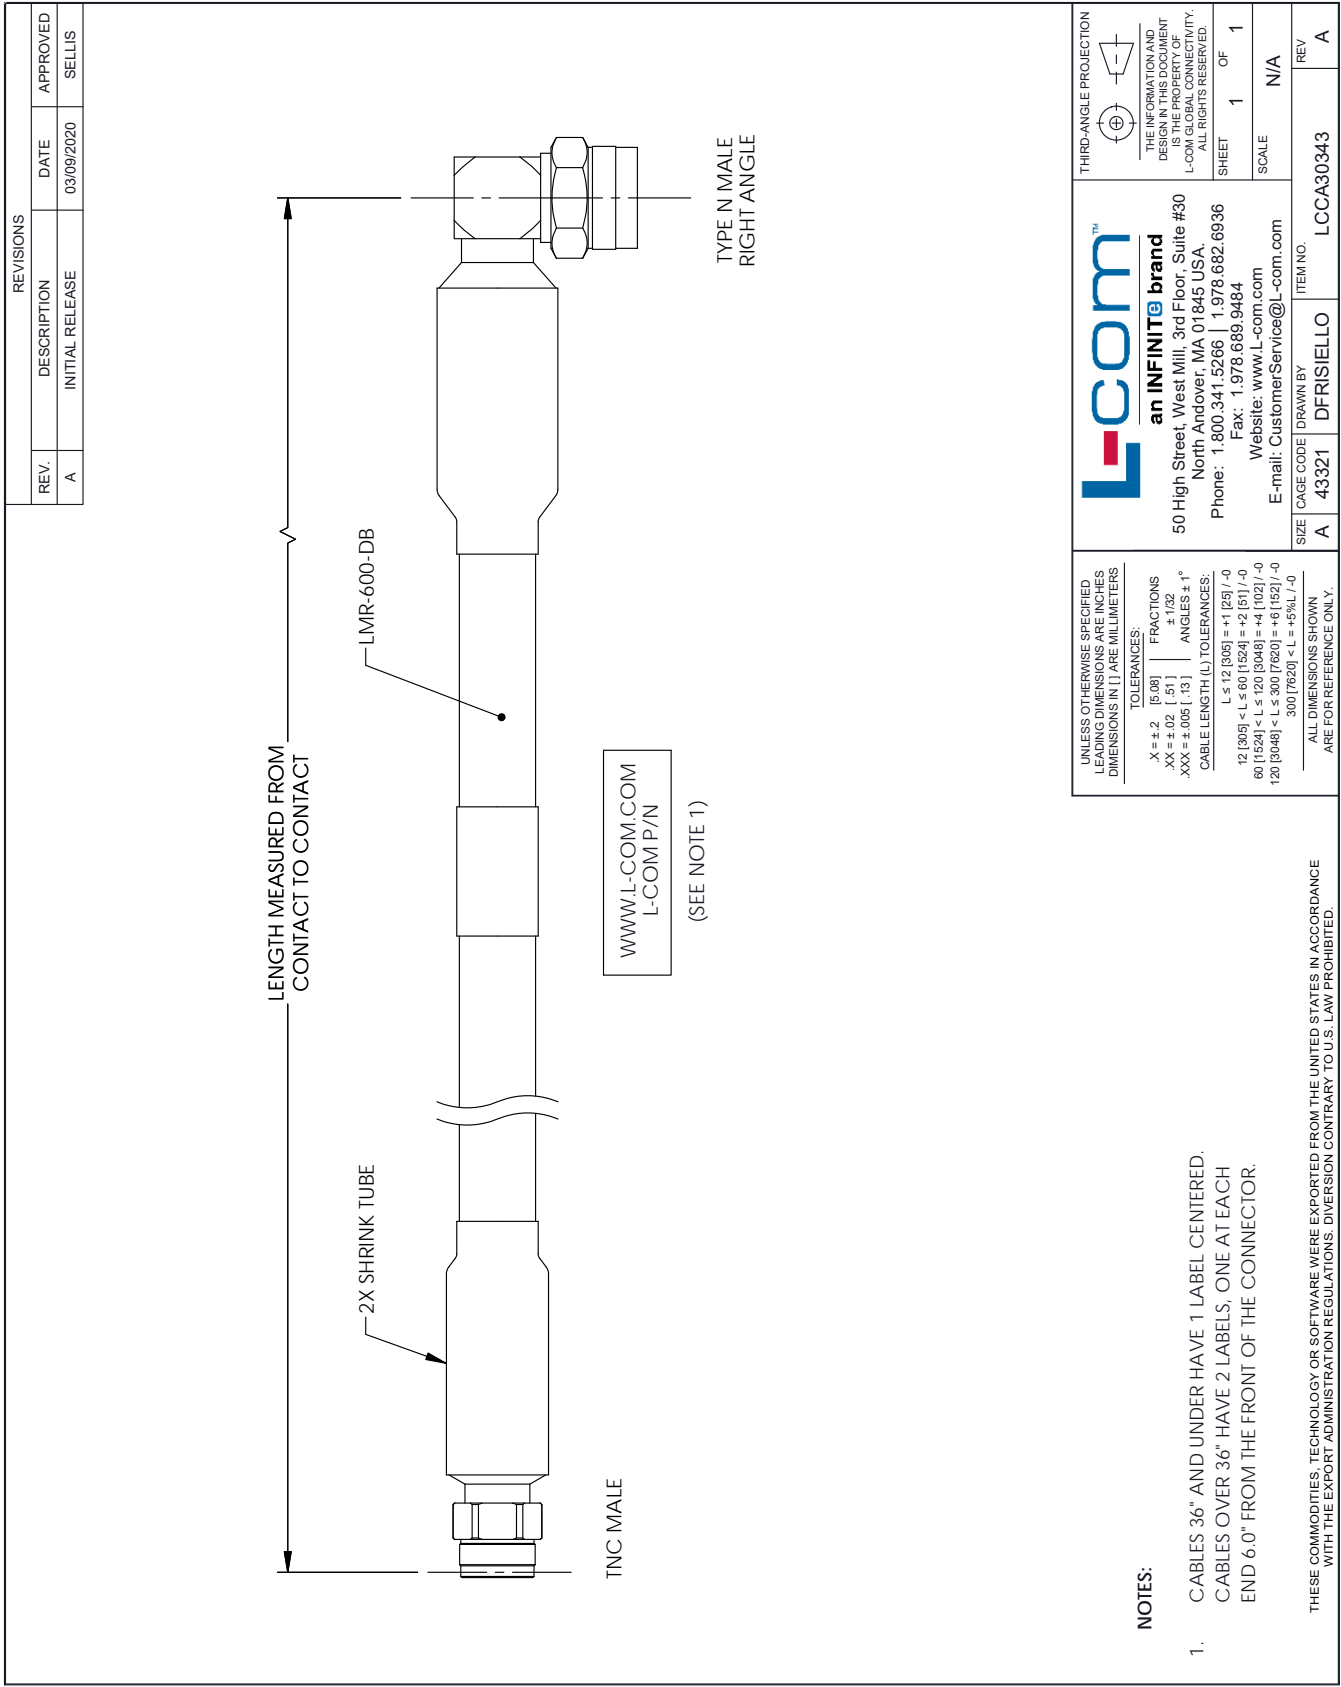 REVISIONS
REV. DESCRIPTION DATE APPROVED
A INITIAL RELEASE 03/09/2020 SELLIS
LENGTH MEASURED FROM
CONTACT TO CONTACT
2X SHRINK TUBE
LMR-600-DB
TNC MALE
WWW.L-COM.COM
L-COM P/N
(SEE NOTE 1)
TYPE N MALE
RIGHT ANGLE
NOTES:
1. CABLES 36" AND UNDER HAVE 1 LABEL CENTERED.
CABLES OVER 36" HAVE 2 LABELS, ONE AT EACH
END 6.0" FROM THE FRONT OF THE CONNECTOR.
THESE COMMODITIES, TECHNOLOGY OR SOFTWARE WERE EXPORTED FROM THE UNITED STATES IN ACCORDANCE
WITH THE EXPORT ADMINISTRATION REGULATIONS. DIVERSION CONTRARY TO U.S. LAW PROHIBITED.
UNLESS OTHERWISE SPECIFIED
LEADING DIMENSIONS ARE INCHES
DIMENSIONS IN [ ] ARE MILLIMETERS
TOLERANCES:
.X = ±.2 [5.08] FRACTIONS
.XX = ±.02 [.51] ± 1/32
.XXX = ±.005 [.13] ANGLES ± 1°
CABLE LENGTH (L) TOLERANCES:
L ≤ 12 [305] = +1 [25] / -0
12 [305] < L ≤ 60 [1524] = +2 [51] / -0
60 [1524] < L ≤ 120 [3048] = +4 [102] / -0
120 [3048] < L ≤ 300 [7620] = +6 [152] / -0
300 [7620] < L = +5%L / -0
ALL DIMENSIONS SHOWN
ARE FOR REFERENCE ONLY.
L-com™
an INFINITe brand
50 High Street, West Mill, 3rd Floor, Suite #30
North Andover, MA 01845 USA.
Phone: 1.800.341.5266 | 1.978.682.6936
Fax: 1.978.689.9484
Website: www.L-com.com
E-mail: CustomerService@L-com.com
THIRD-ANGLE PROJECTION
THE INFORMATION AND
DESIGN IN THIS DOCUMENT
IS THE PROPERTY OF
L-COM GLOBAL CONNECTIVITY.
ALL RIGHTS RESERVED.
SHEET 1 OF 1
SCALE N/A
SIZE CAGE CODE DRAWN BY ITEM NO. REV
A 43321 DFRISIELLO LCCA30343 A